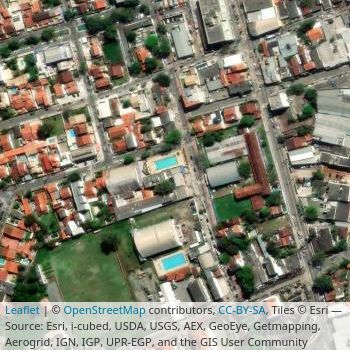 Leaflet | © OpenStreetMap contributors, CC-BY-SA, Tiles © Esri —
Source: Esri, i-cubed, USDA, USGS, AEX, GeoEye, Getmapping,
Aerogrid, IGN, IGP, UPR-EGP, and the GIS User Community